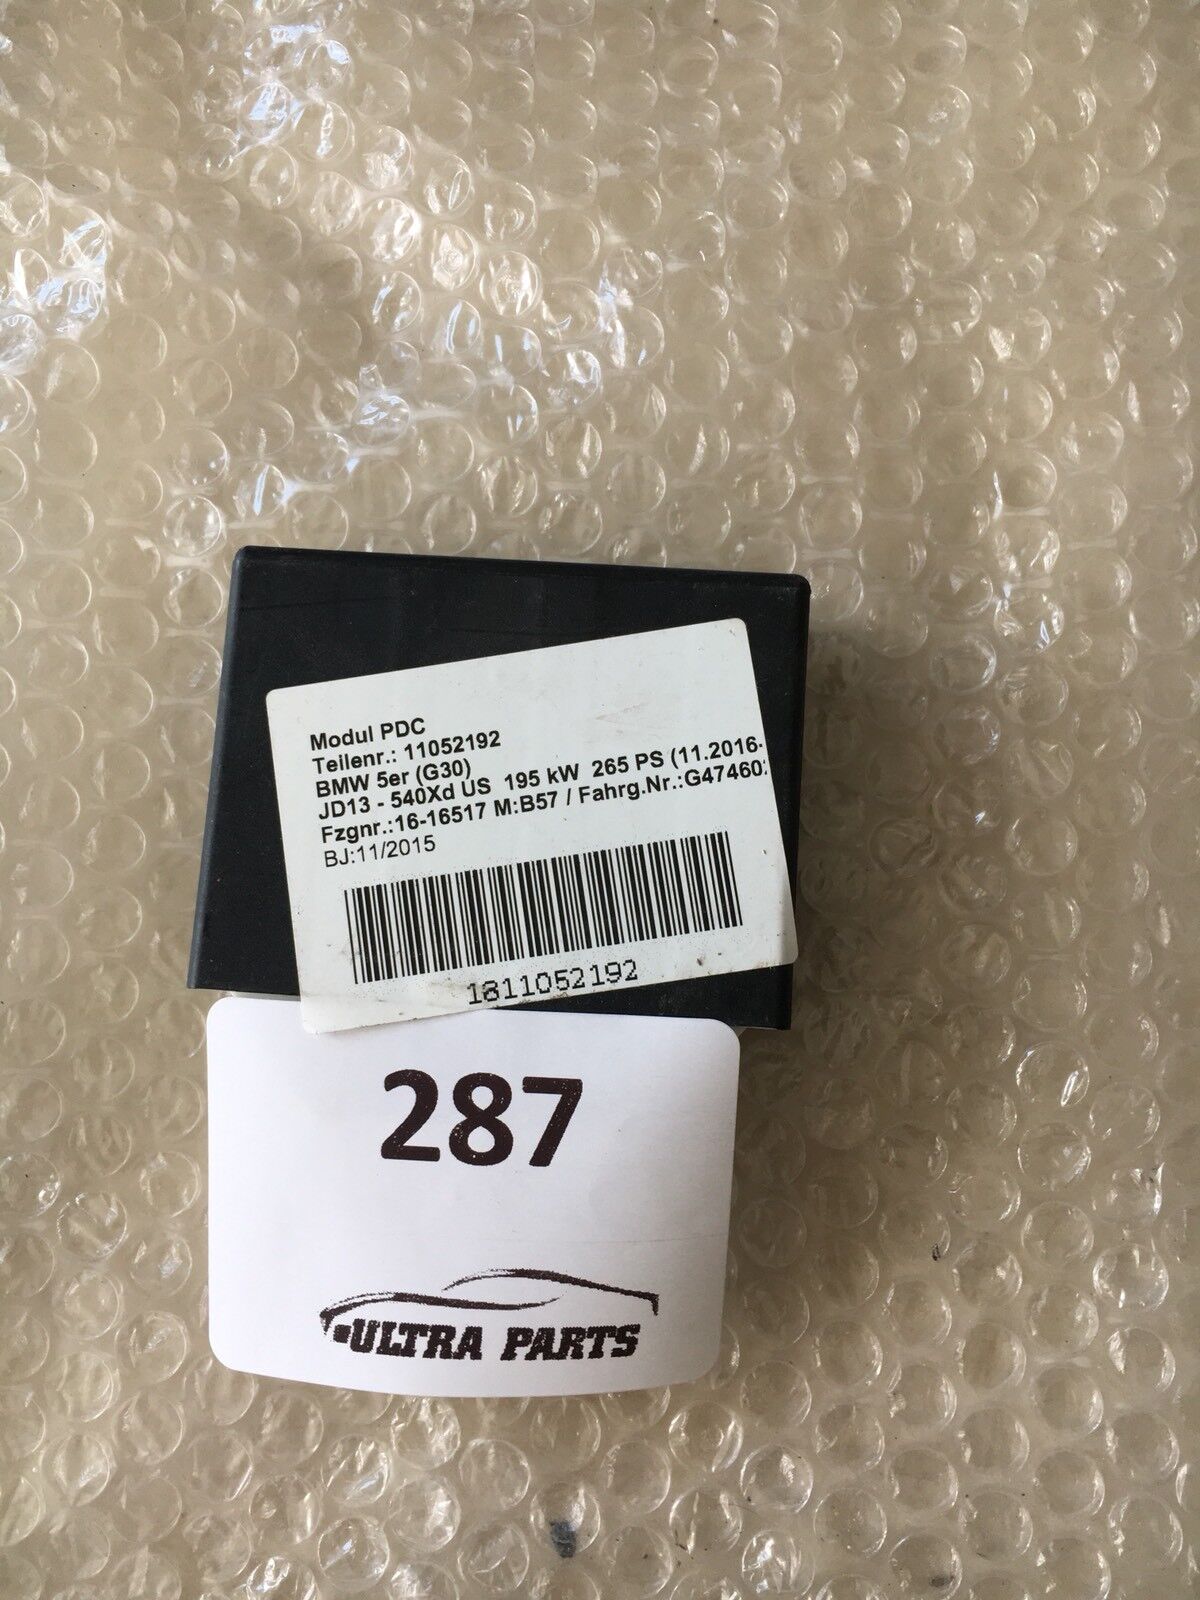 Modul PDC
Teilenr.: 11052192
BMW 5er (G30)
JD13 - 540Xd US 195 kW 265 PS (11.2016-
Fzgnr.:16-16517 M:B57 / Fahrg.Nr.:G474602
BJ:11/2015
1811052192
287
ULTRA PARTS